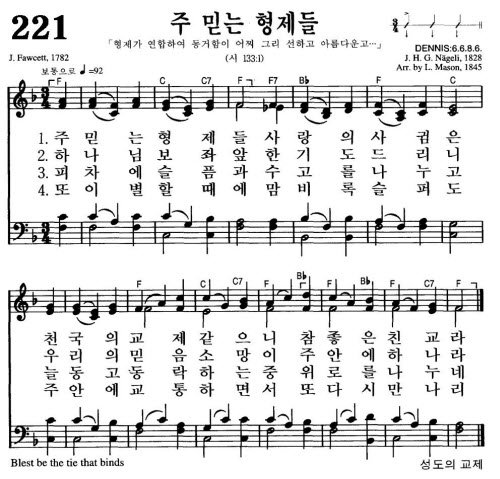 221
주 믿는 형제들
「형제가 연합하여 동거함이 어찌 그리 선하고 아름다운고…」
(시 133:1)
J. Fawcett, 1782
DENNIS:6.6.8.6.
J. H. G. Nägeli, 1828
Arr. by L. Mason, 1845
보통으로 ♩=92
F C C7 F F7 B♭ F C
1. 주 믿 는 형 제 들 사 랑 의 사 귐 은
2. 하 나 님 보 좌 앞 한 기 도 드 리 니
3. 피 차 에 슬 픔 과 수 고 를 나 누 고
4. 또 이 별 할 때 에 맘 비 록 슬 퍼 도
F C C7 F B♭ F C7 F B♭ F
천 국 의 교 제 같 으 니 참 좋 은 친 교 라
우 리 의 믿 음 소 망 이 주 안 에 하 나 라
늘 동 고 동 락 하 는 중 위 로 를 나 누 네
주 안 에 교 통 하 면 서 또 다 시 만 나 리
Blest be the tie that binds
성도의 교제